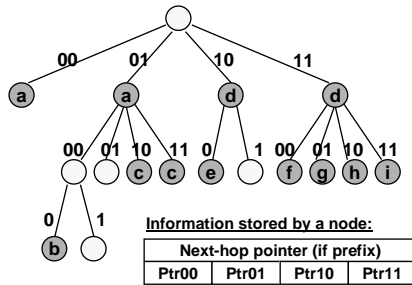 00 01 10 11
a a d d
00 01 10 11 0 1 00 01 10 11
c c e f g h i
0 1
b
Information stored by a node:
Next-hop pointer (if prefix)
Ptr00 Ptr01 Ptr10 Ptr11